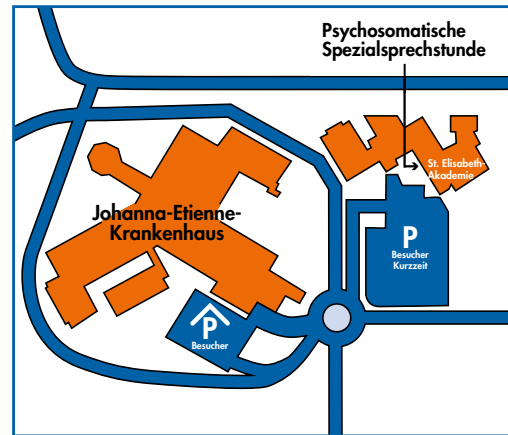 Psychosomatische
Spezialsprechstunde
St. Elisabeth-
Akademie
Johanna-Etienne-
Krankenhaus
P
Besucher
Kurzzeit
P
Besucher